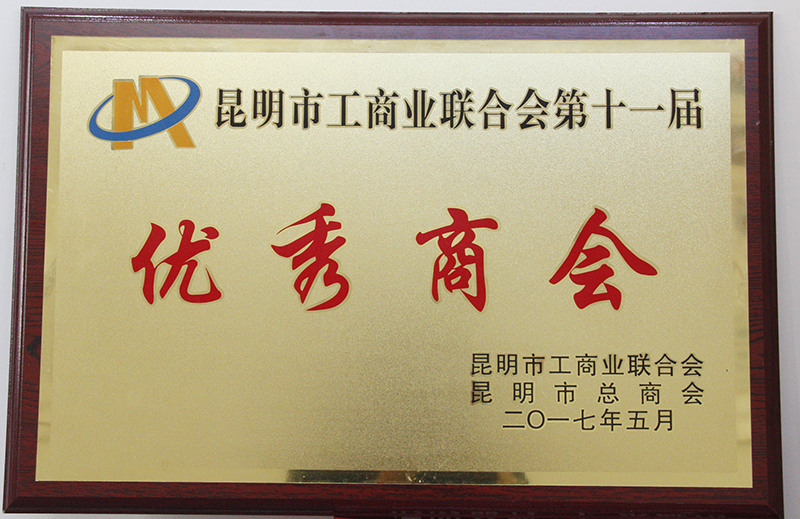 昆明市工商业联合会第十一届
优秀商会
昆明市工商业联合会
昆明市总商会
二〇一七年五月